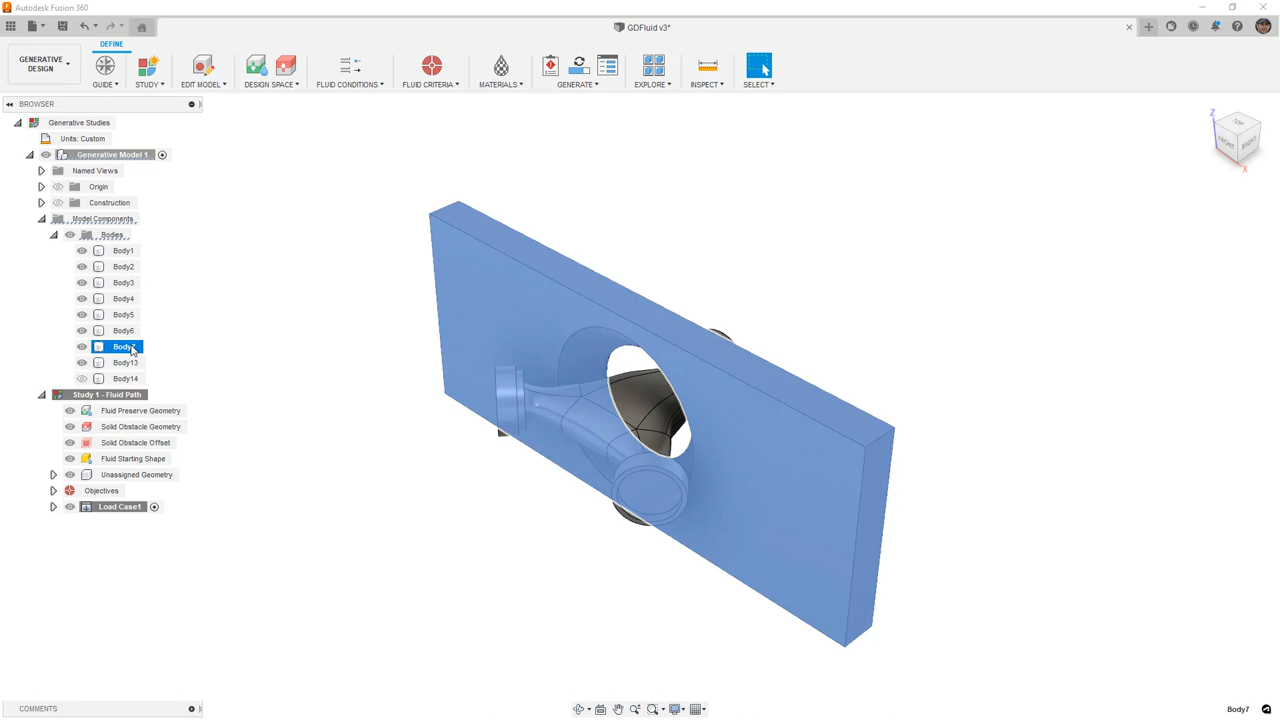 Autodesk Fusion 360
GDFluid v3*
DEFINE
GENERATIVE DESIGN
GUIDE
STUDY
EDIT MODEL
DESIGN SPACE
FLUID CONDITIONS
FLUID CRITERIA
MATERIALS
GENERATE
EXPLORE
INSPECT
SELECT
BROWSER
Generative Studies
Units: Custom
Generative Model 1
Named Views
Origin
Construction
Model Components
Bodies
Body1
Body2
Body3
Body4
Body5
Body6
Body7
Body13
Body14
Study 1 - Fluid Path
Fluid Preserve Geometry
Solid Obstacle Geometry
Solid Obstacle Offset
Fluid Starting Shape
Unassigned Geometry
Objectives
Load Case1
Z
TOP
FRONT
RIGHT
X
COMMENTS
Body7